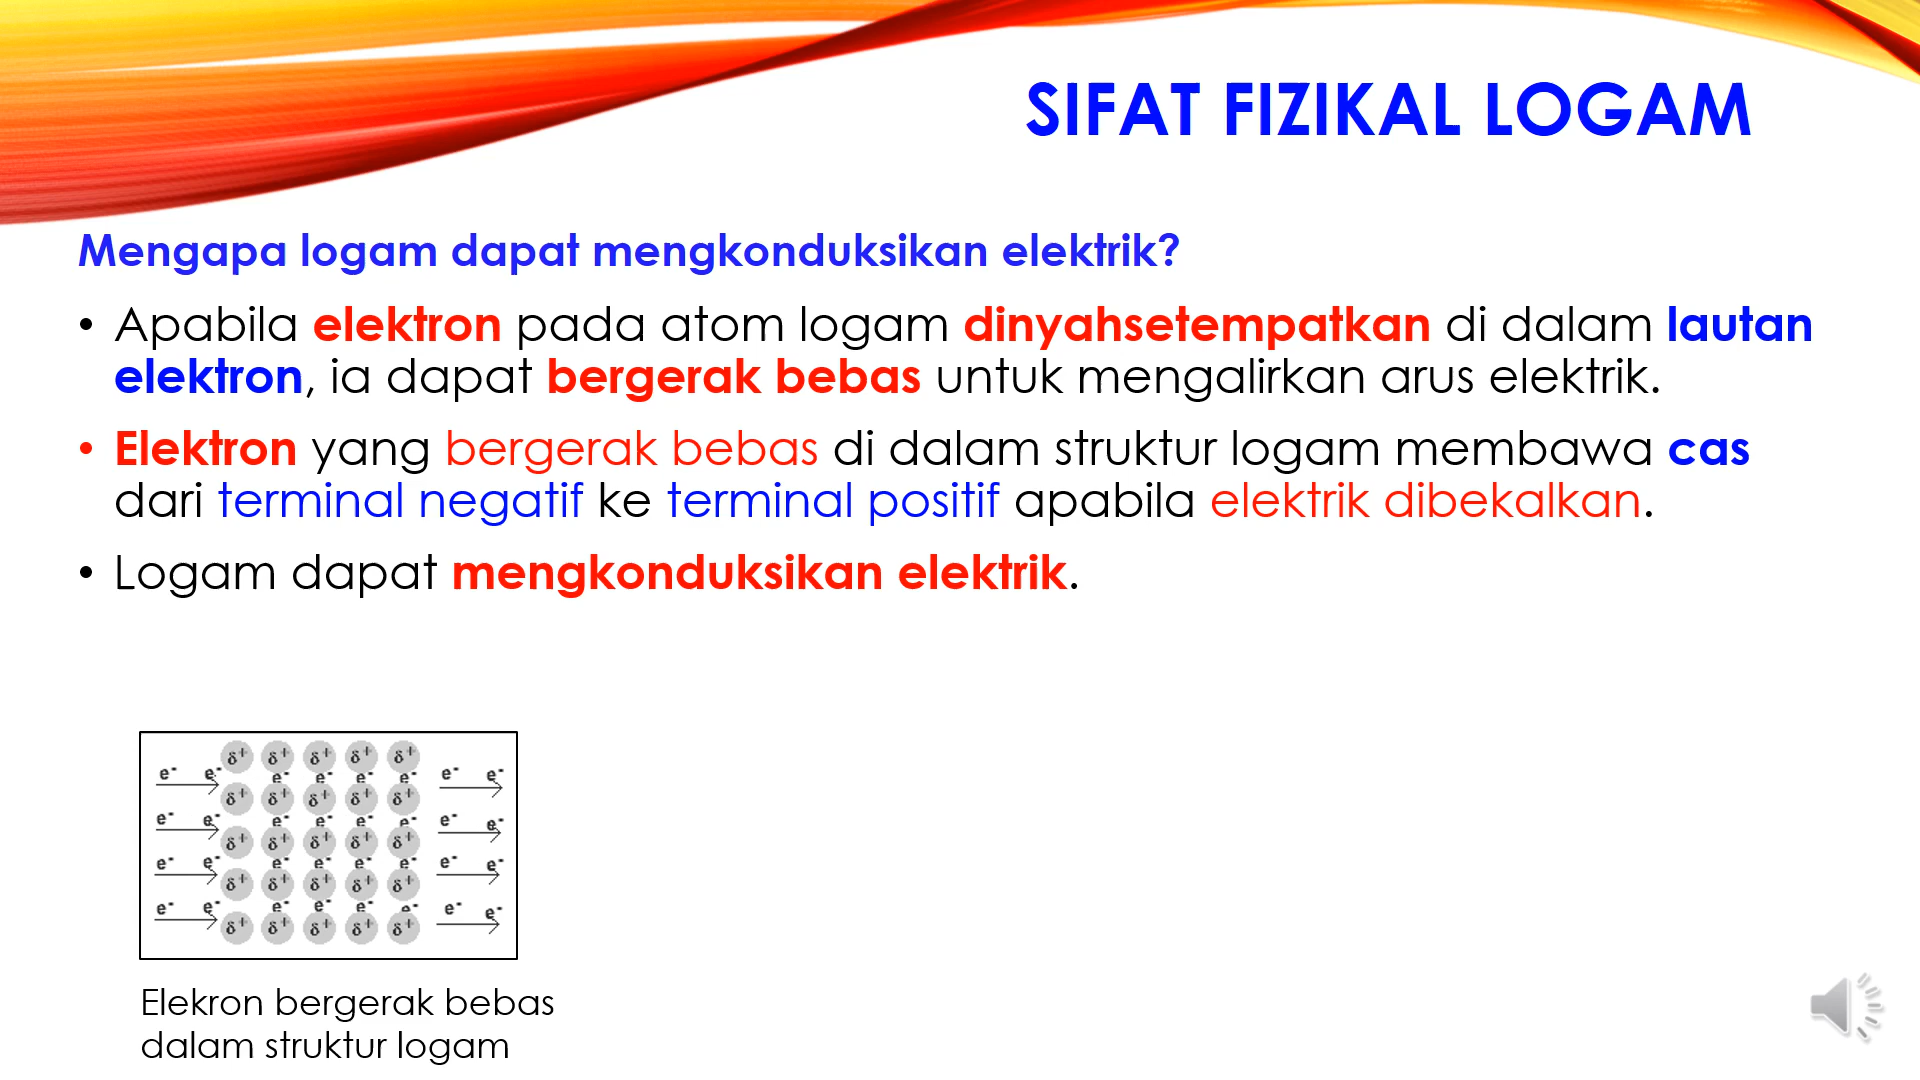 SIFAT FIZIKAL LOGAM
Mengapa logam dapat mengkonduksikan elektrik?
• Apabila elektron pada atom logam dinyahsetempatkan di dalam lautan
elektron, ia dapat bergerak bebas untuk mengalirkan arus elektrik.
• Elektron yang bergerak bebas di dalam struktur logam membawa cas
dari terminal negatif ke terminal positif apabila elektrik dibekalkan.
• Logam dapat mengkonduksikan elektrik.
δ+ δ+ δ+ δ+ δ+
e- e- e- e- e- e- e- e-
δ+ δ+ δ+ δ+ δ+
e- e- e- e- e- e- e- e-
δ+ δ+ δ+ δ+ δ+
e- e- e- e- e- e- e- e-
δ+ δ+ δ+ δ+ δ+
e- e- e- e- e- e- e- e-
δ+ δ+ δ+ δ+ δ+
Elekron bergerak bebas
dalam struktur logam